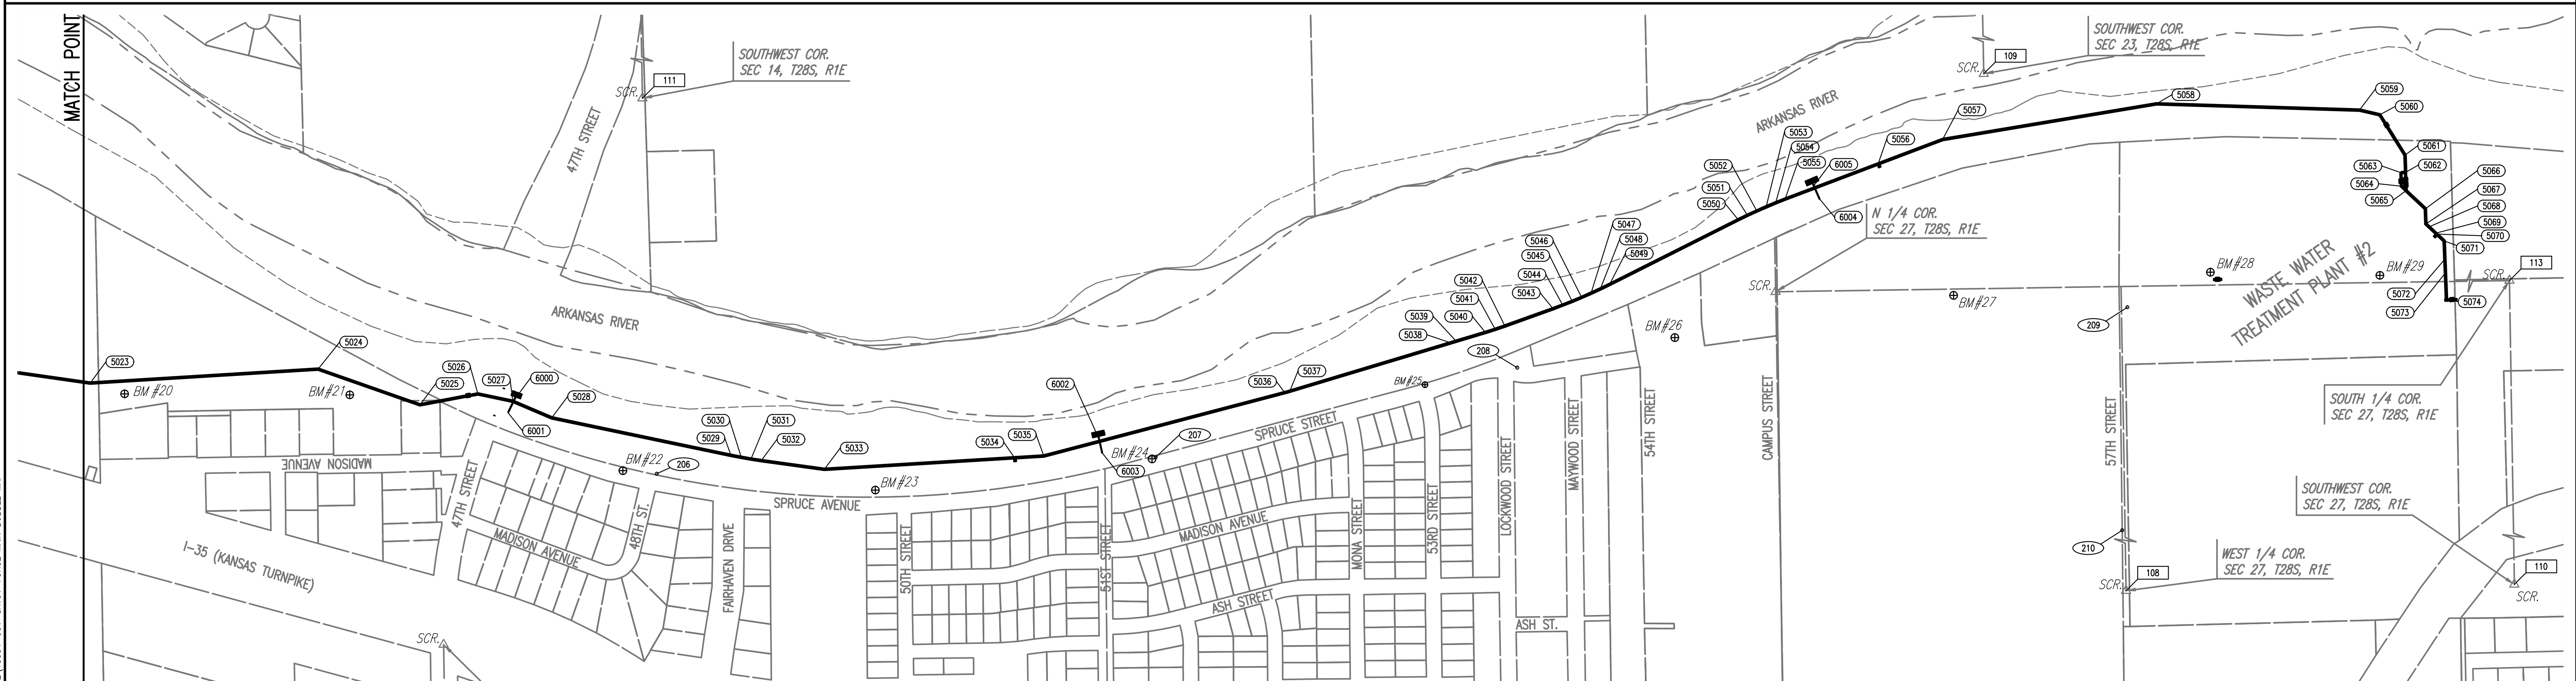 MATCH POINT
SOUTHWEST COR.
SEC 14, T28S, R1E
111
SCR.
47TH STREET
ARKANSAS RIVER
5023
5024
BM #20
BM#21
5025
5026
5027
6000
6001
5028
MADISON AVENUE
47TH STREET
MADISON AVENUE
48TH ST.
I-35 (KANSAS TURNPIKE)
SCR.
BM#22
206
5029
5030
5031
5032
5033
BM#23
SPRUCE AVENUE
FAIRHAVEN DRIVE
50TH STREET
5034
5035
6002
6003
BM#24
207
51ST STREET
MADISON AVENUE
ASH STREET
SPRUCE STREET
5036
5037
BM#25
MONA STREET
53RD STREET
5038
5039
5040
5041
5042
208
LOCKWOOD STREET
MAYWOOD STREET
ASH ST.
5043
5044
5045
5046
5047
5048
5049
BM#26
54TH STREET
5050
5051
5052
5053
5054
5055
6005
6004
ARKANSAS RIVER
CAMPUS STREET
SCR.
N 1/4 COR.
SEC 27, T28S, R1E
5056
5057
109
SCR.
SOUTHWEST COR.
SEC 23, T28S, R1E
BM#27
5058
209
57TH STREET
210
108
SCR.
WEST 1/4 COR.
SEC 27, T28S, R1E
BM#28
WASTE WATER
TREATMENT PLANT #2
BM#29
5059
5060
5061
5062
5063
5064
5065
5066
5067
5068
5069
5070
5071
5072
5073
5074
SCR.
113
SOUTH 1/4 COR.
SEC 27, T28S, R1E
SOUTHWEST COR.
SEC 27, T28S, R1E
110
SCR.